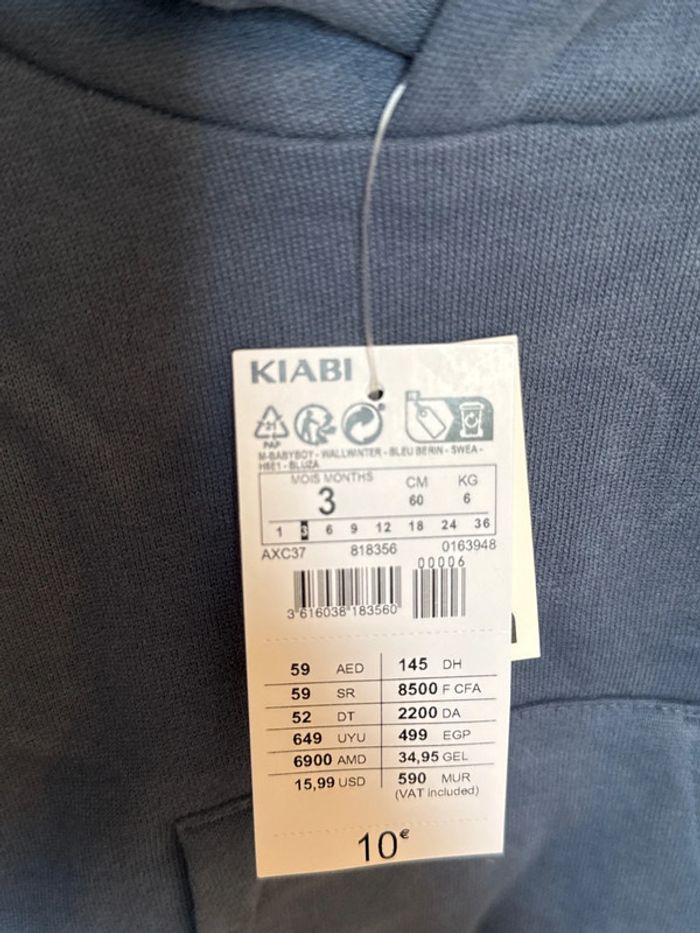 KIABI
21
PAP
M-BABYBOY - WALLWINTER - BLEU BERIN - SWEA -
H6E1 - BLUZA
MOIS MONTHS CM KG
3 60 6
1 3 6 9 12 18 24 36
AXC37 818356 0163948
00006
3 616038 183560
59 AED 145 DH
59 SR 8500 F CFA
52 DT 2200 DA
649 UYU 499 EGP
6900 AMD 34,95 GEL
15,99 USD 590 MUR
(VAT included)
10€